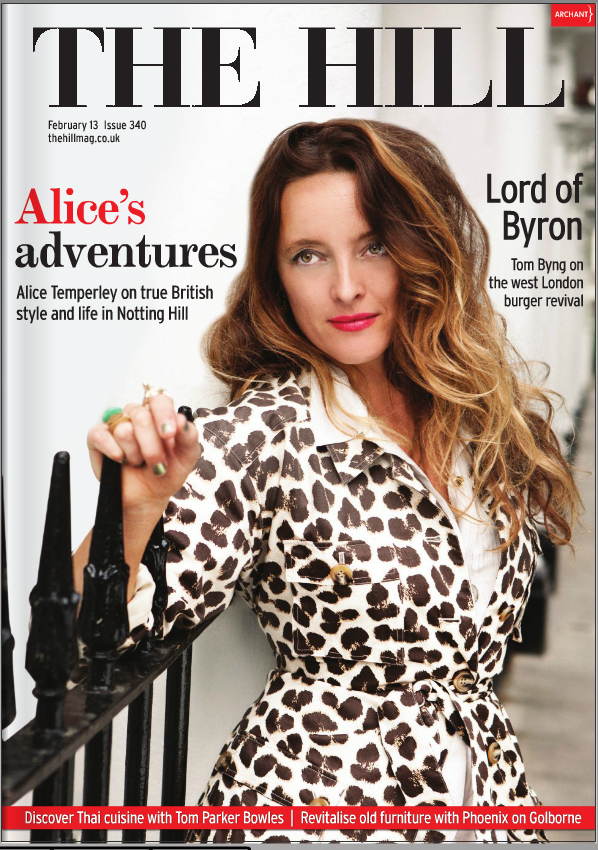 ARCHANT
THE HILL
February 13 Issue 340
thehillmag.co.uk
Alice's
adventures
Alice Temperley on true British
style and life in Notting Hill
Lord of
Byron
Tom Byng on
the west London
burger revival
Discover Thai cuisine with Tom Parker Bowles | Revitalise old furniture with Phoenix on Golborne